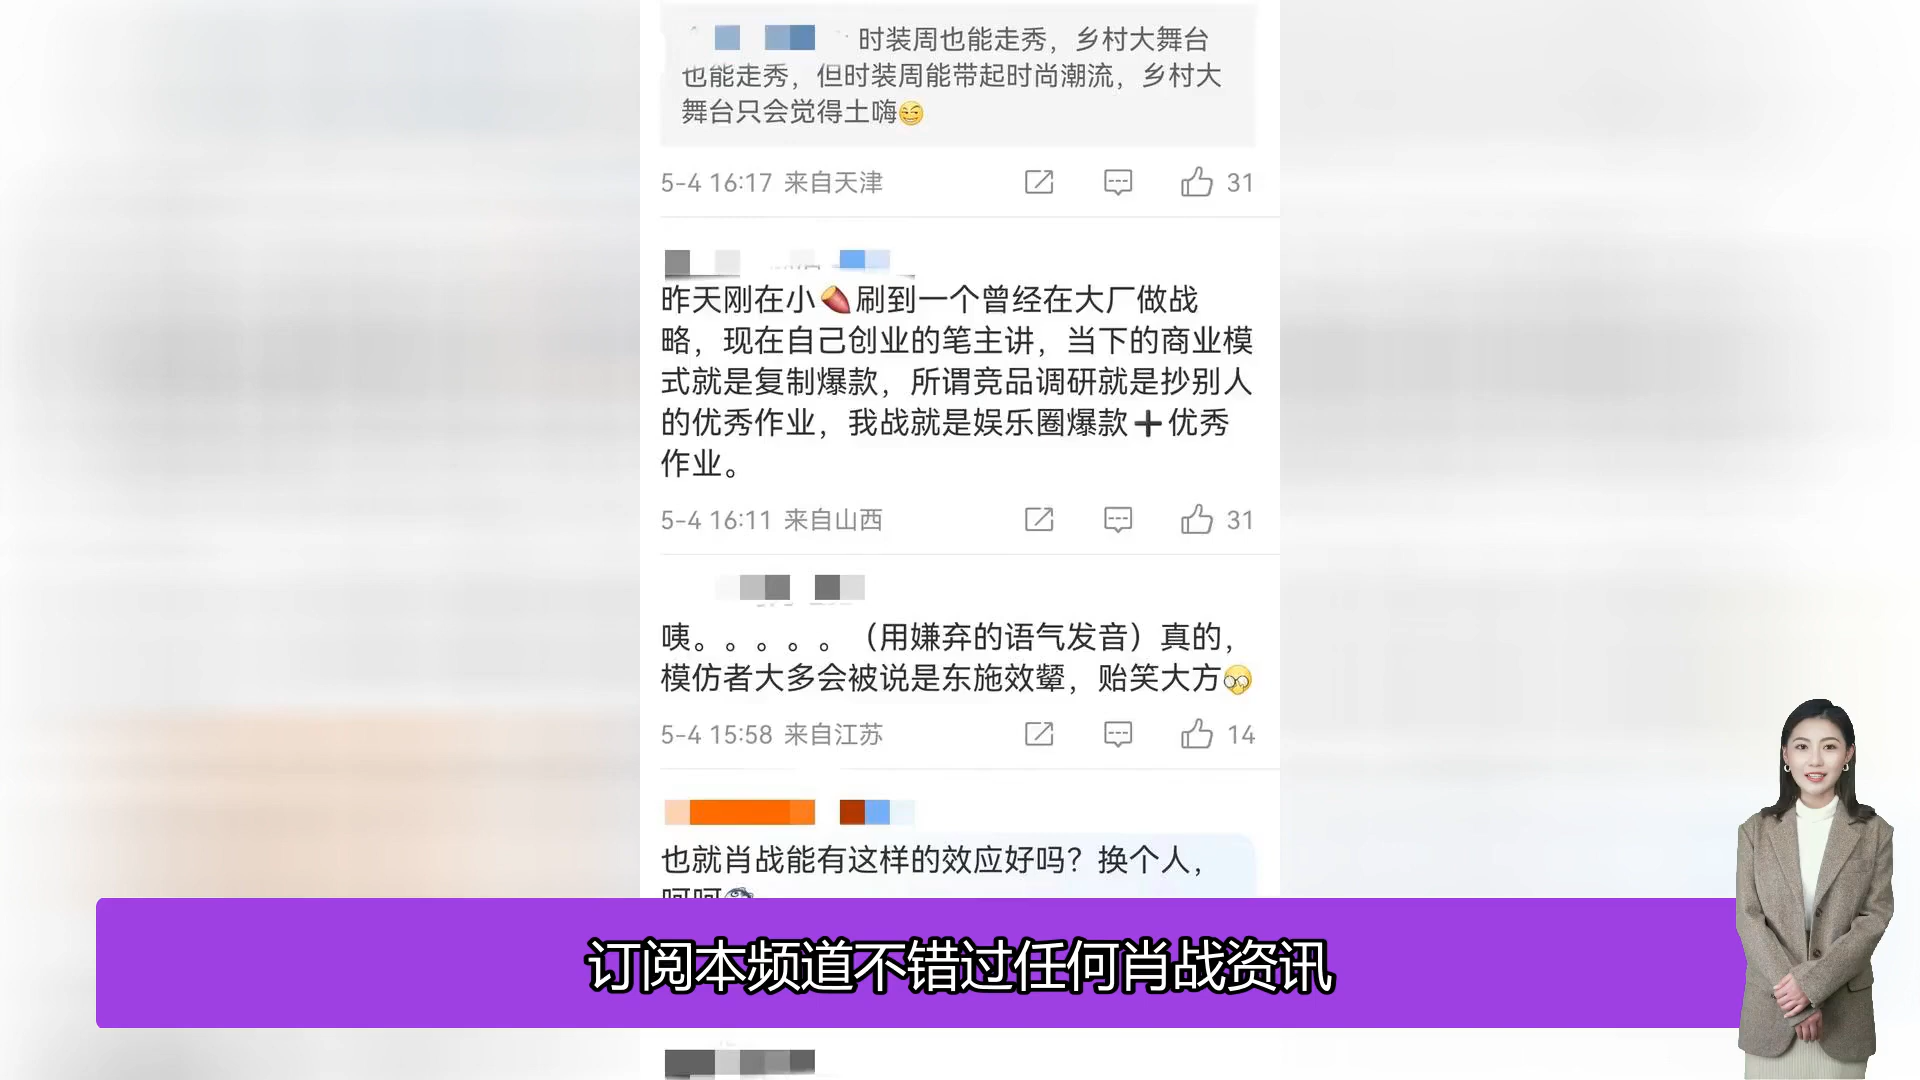 时装周也能走秀，乡村大舞台
也能走秀，但时装周能带起时尚潮流，乡村大
舞台只会觉得土嗨😏
5-4 16:17 来自天津 31
昨天刚在小🍠刷到一个曾经在大厂做战
略，现在自己创业的笔主讲，当下的商业模
式就是复制爆款，所谓竞品调研就是抄别人
的优秀作业，我战就是娱乐圈爆款➕优秀
作业。
5-4 16:11 来自山西 31
咦。。。。。（用嫌弃的语气发音）真的，
模仿者大多会被说是东施效颦，贻笑大方
5-4 15:58 来自江苏 14
也就肖战能有这样的效应好吗？换个人，
订阅本频道不错过任何肖战资讯